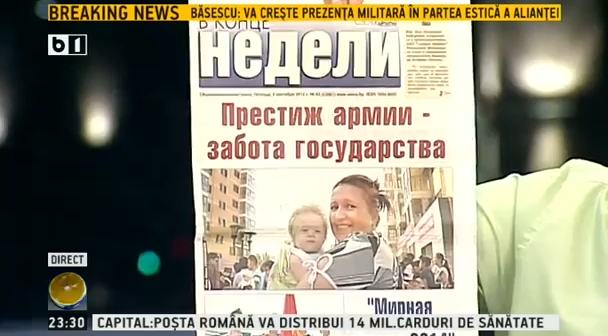 BREAKING NEWS
BĂSESCU: VA CREȘTE PREZENȚA MILITARĂ ÎN PARTEA ESTICĂ A ALIANȚEI
B1
В КОНЦЕ
недели
Престиж армии -
забота государства
"Мирная
DIRECT
23:30
CAPITAL:POȘTA ROMÂNĂ VA DISTRIBUI 14 MIL.CARDURI DE SĂNĂTATE